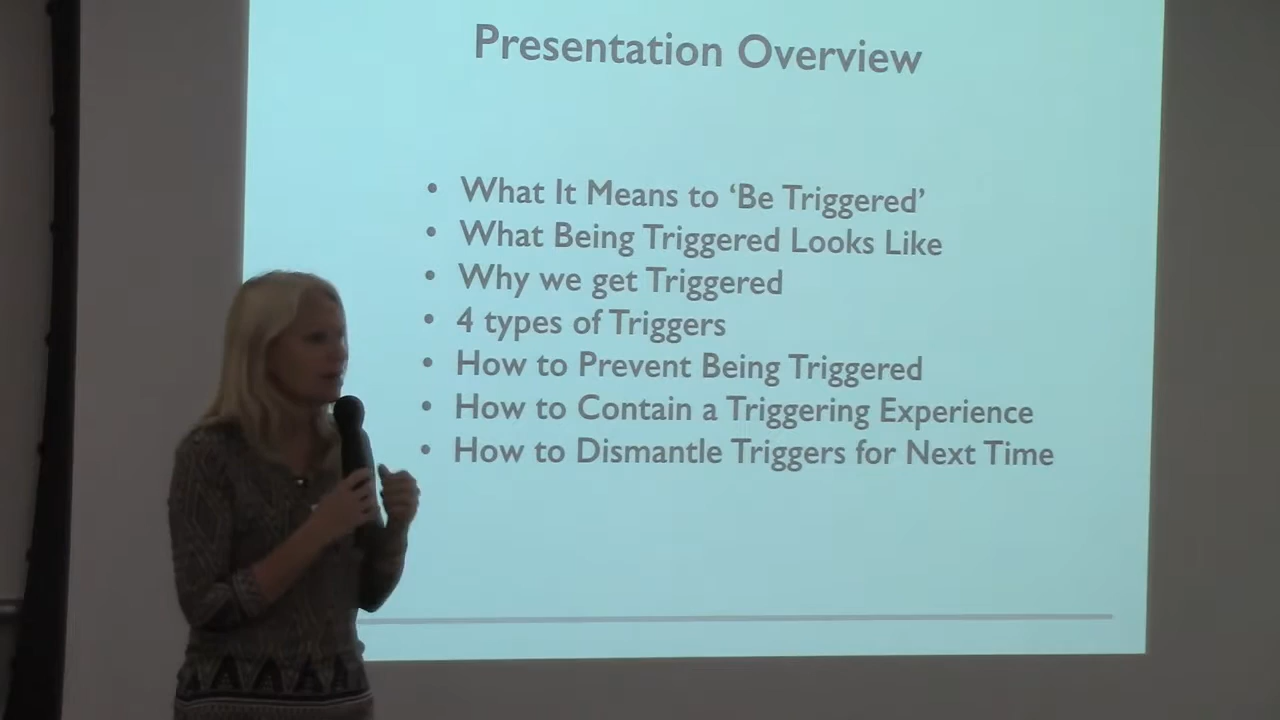 Presentation Overview
• What It Means to ‘Be Triggered’
• What Being Triggered Looks Like
• Why we get Triggered
• 4 types of Triggers
• How to Prevent Being Triggered
• How to Contain a Triggering Experience
• How to Dismantle Triggers for Next Time